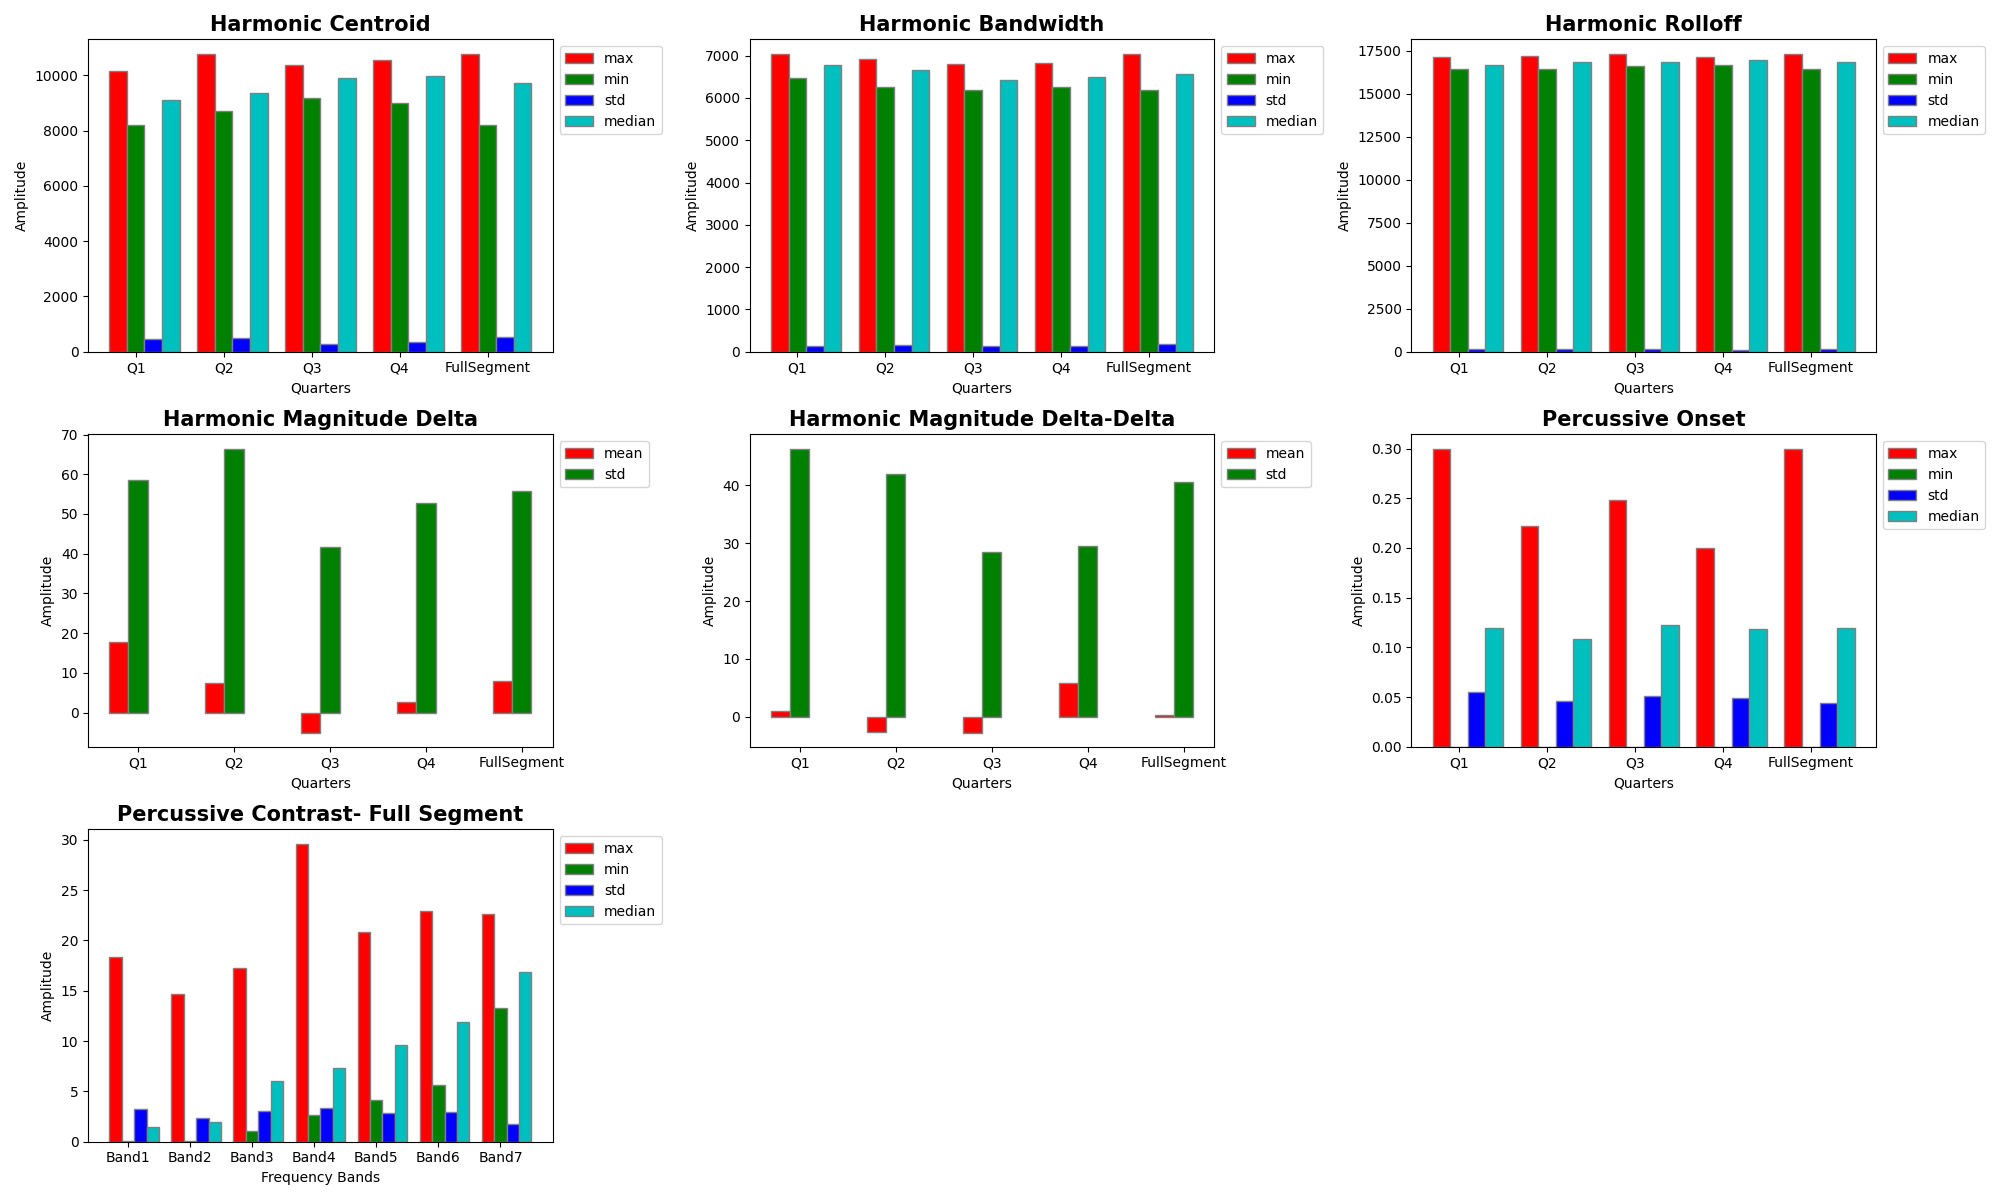 Harmonic Centroid
10000
8000
6000
4000
2000
0
Amplitude
Q1 Q2 Q3 Q4 FullSegment
Quarters
max
min
std
median
Harmonic Bandwidth
7000
6000
5000
4000
3000
2000
1000
0
Amplitude
Q1 Q2 Q3 Q4 FullSegment
Quarters
max
min
std
median
Harmonic Rolloff
17500
15000
12500
10000
7500
5000
2500
0
Amplitude
Q1 Q2 Q3 Q4 FullSegment
Quarters
max
min
std
median
Harmonic Magnitude Delta
70
60
50
40
30
20
10
0
Amplitude
Q1 Q2 Q3 Q4 FullSegment
Quarters
mean
std
Harmonic Magnitude Delta-Delta
40
30
20
10
0
Amplitude
Q1 Q2 Q3 Q4 FullSegment
Quarters
mean
std
Percussive Onset
0.30
0.25
0.20
0.15
0.10
0.05
0.00
Amplitude
Q1 Q2 Q3 Q4 FullSegment
Quarters
max
min
std
median
Percussive Contrast- Full Segment
30
25
20
15
10
5
0
Amplitude
Band1 Band2 Band3 Band4 Band5 Band6 Band7
Frequency Bands
max
min
std
median